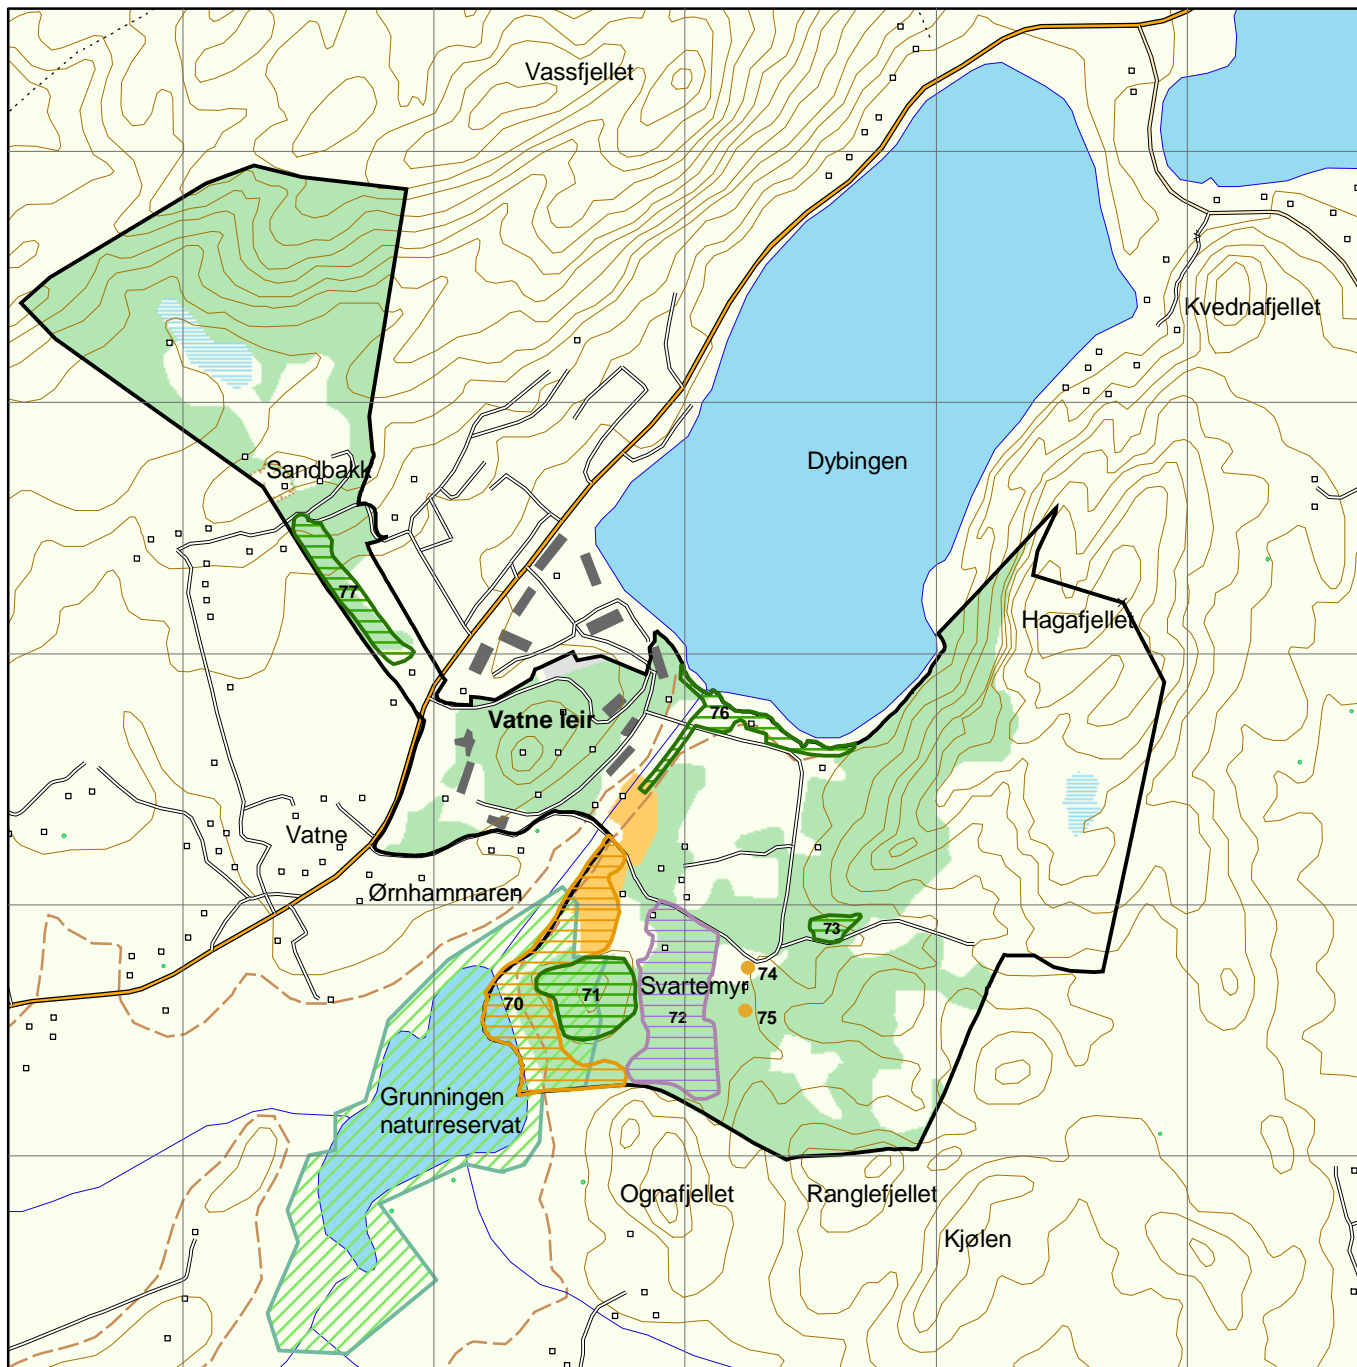 Vassfjellet
Kvednafjellet
Dybingen
Sandbakk
77
Hagafjellet
76
Vatne leir
Vatne
Ørnhammaren
73
74
Svartemyr
71
70
72
75
Grunningen
naturreservat
Ognafjellet
Ranglefjellet
Kjølen